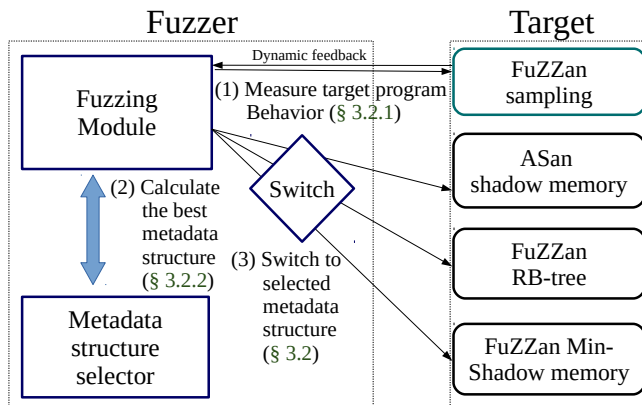 Fuzzer
Target
Dynamic feedback
Fuzzing
Module
(1) Measure target program
Behavior (§ 3.2.1)
FuZZan
sampling
(2) Calculate
the best
metadata
structure
(§ 3.2.2)
Switch
ASan
shadow memory
(3) Switch to
selected
metadata
structure
(§ 3.2)
FuZZan
RB-tree
Metadata
structure
selector
FuZZan Min-
Shadow memory